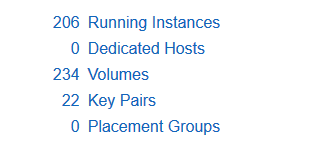 206 Running Instances
0 Dedicated Hosts
234 Volumes
22 Key Pairs
0 Placement Groups